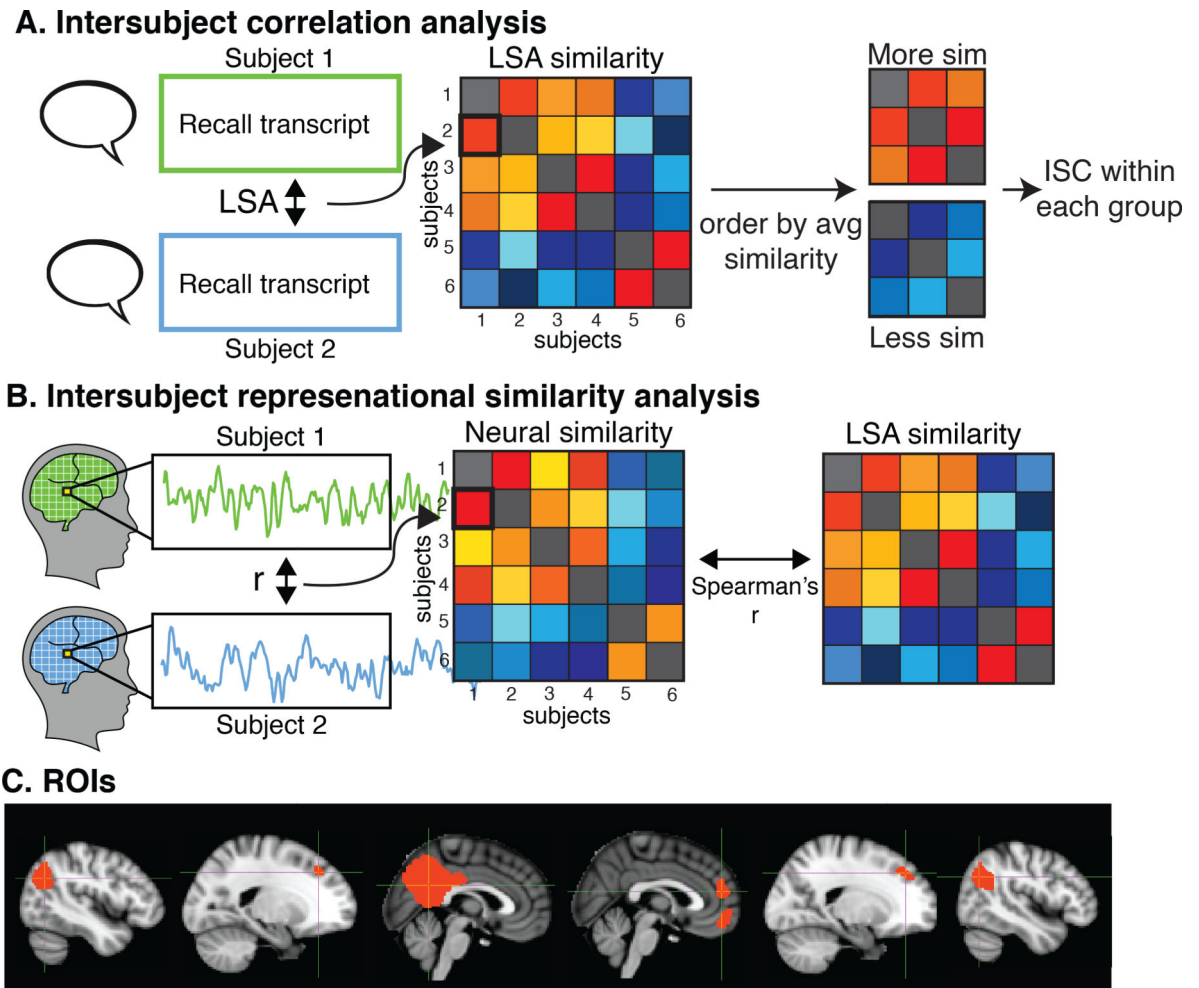 A. Intersubject correlation analysis
Subject 1
Recall transcript
LSA
Recall transcript
Subject 2
LSA similarity
1
2
3
4
5
6
subjects
1 2 3 4 5 6
subjects
order by avg
similarity
More sim
Less sim
ISC within
each group
B. Intersubject represenational similarity analysis
Subject 1
r
Subject 2
Neural similarity
1
2
3
4
5
6
subjects
1 2 3 4 5 6
subjects
Spearman's
r
LSA similarity
C. ROIs